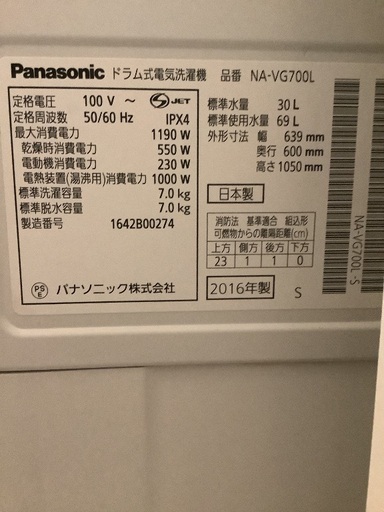 Panasonic ドラム式電気洗濯機 品番 NA-VG700L
定格電圧 100 V ～ S JET
定格周波数 50/60 Hz IPX4
最大消費電力 1190 W
乾燥時消費電力 550 W
電動機消費電力 230 W
電熱装置(湯沸用)消費電力 1000 W
標準洗濯容量 7.0 kg
標準脱水容量 7.0 kg
製造番号 1642B00274
PS E パナソニック株式会社
標準水量 30 L
標準使用水量 69 L
外形寸法 幅 639 mm
奥行 600 mm
高さ 1050 mm
日本製
消防法 基準適合 組込形
可燃物からの離隔距離(cm)
上方 側方 後方 下方
23 1 1 0
2016年製 S
NA-VG700L-S